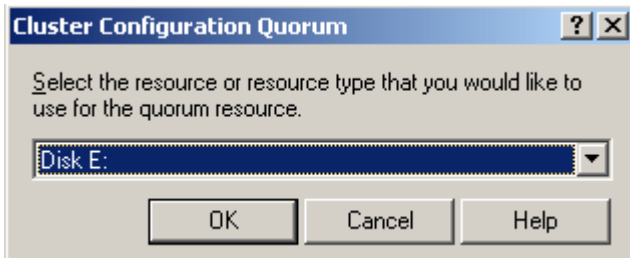 Cluster Configuration Quorum
Select the resource or resource type that you would like to
use for the quorum resource.
Disk E:
OK Cancel Help